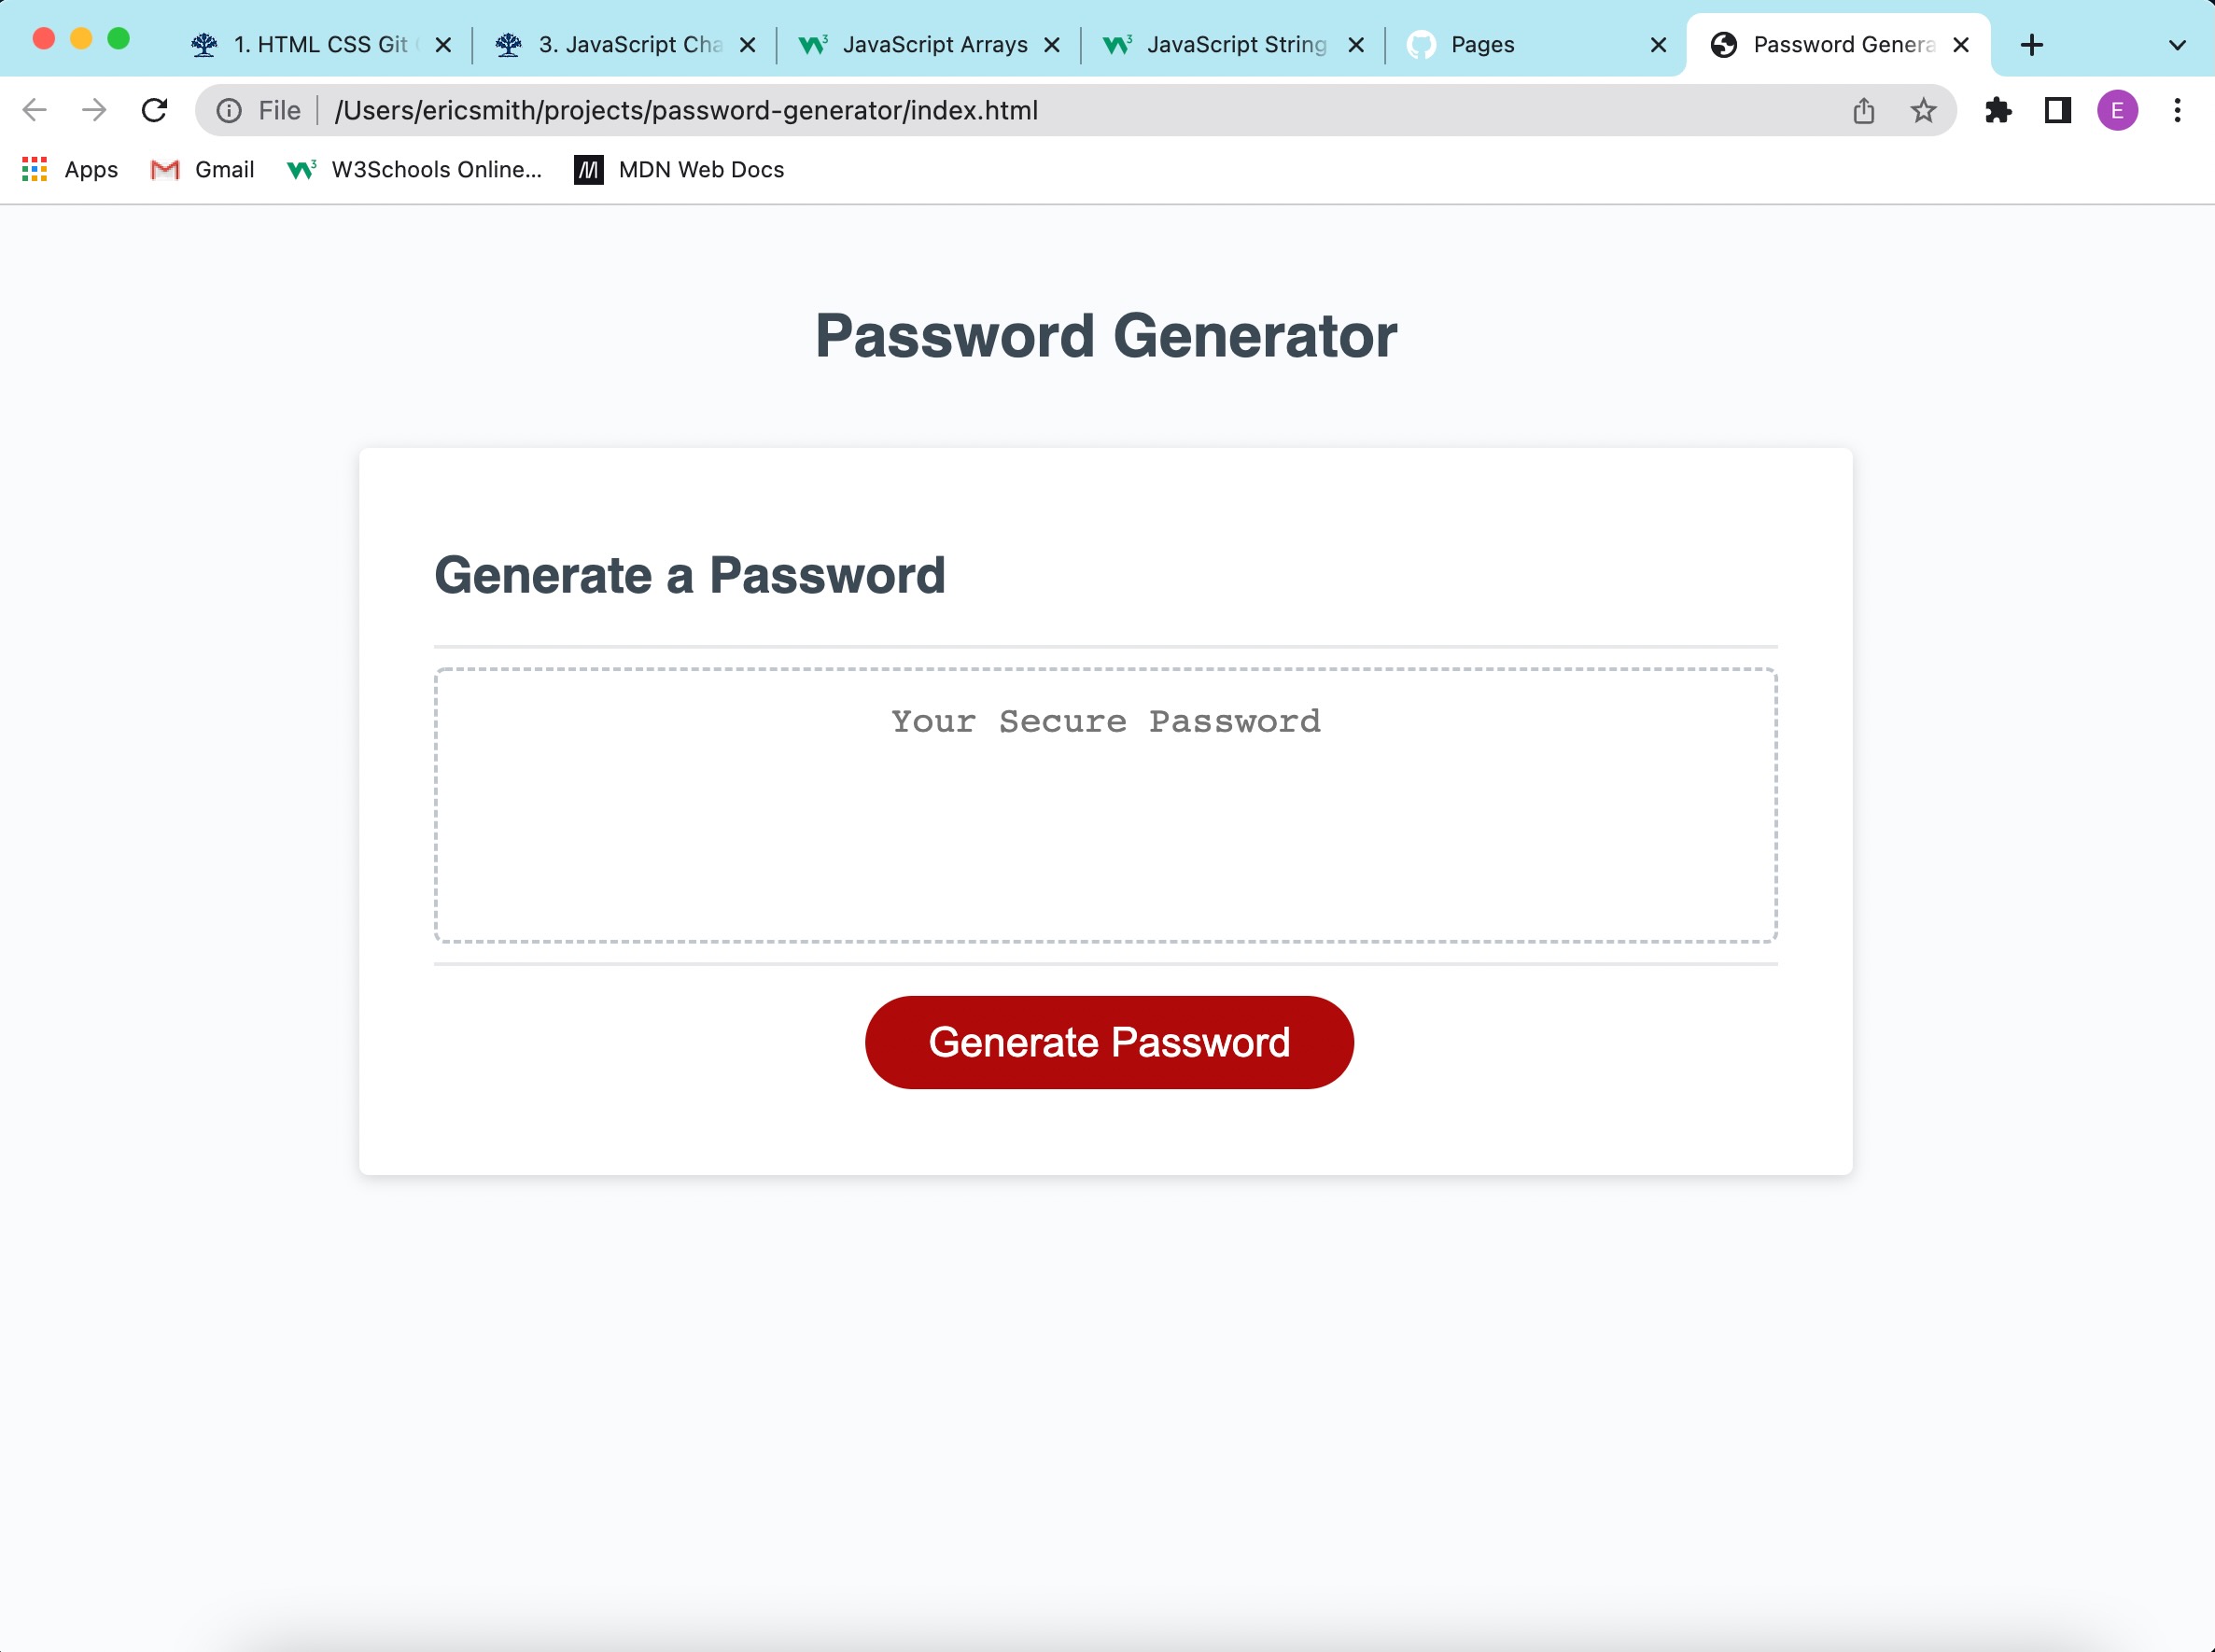 1. HTML CSS Git
3. JavaScript Cha
JavaScript Arrays
JavaScript String
Pages
Password Genera
File
/Users/ericsmith/projects/password-generator/index.html
E
Apps
Gmail
W3Schools Online...
MDN Web Docs
Password Generator
Generate a Password
Your Secure Password
Generate Password